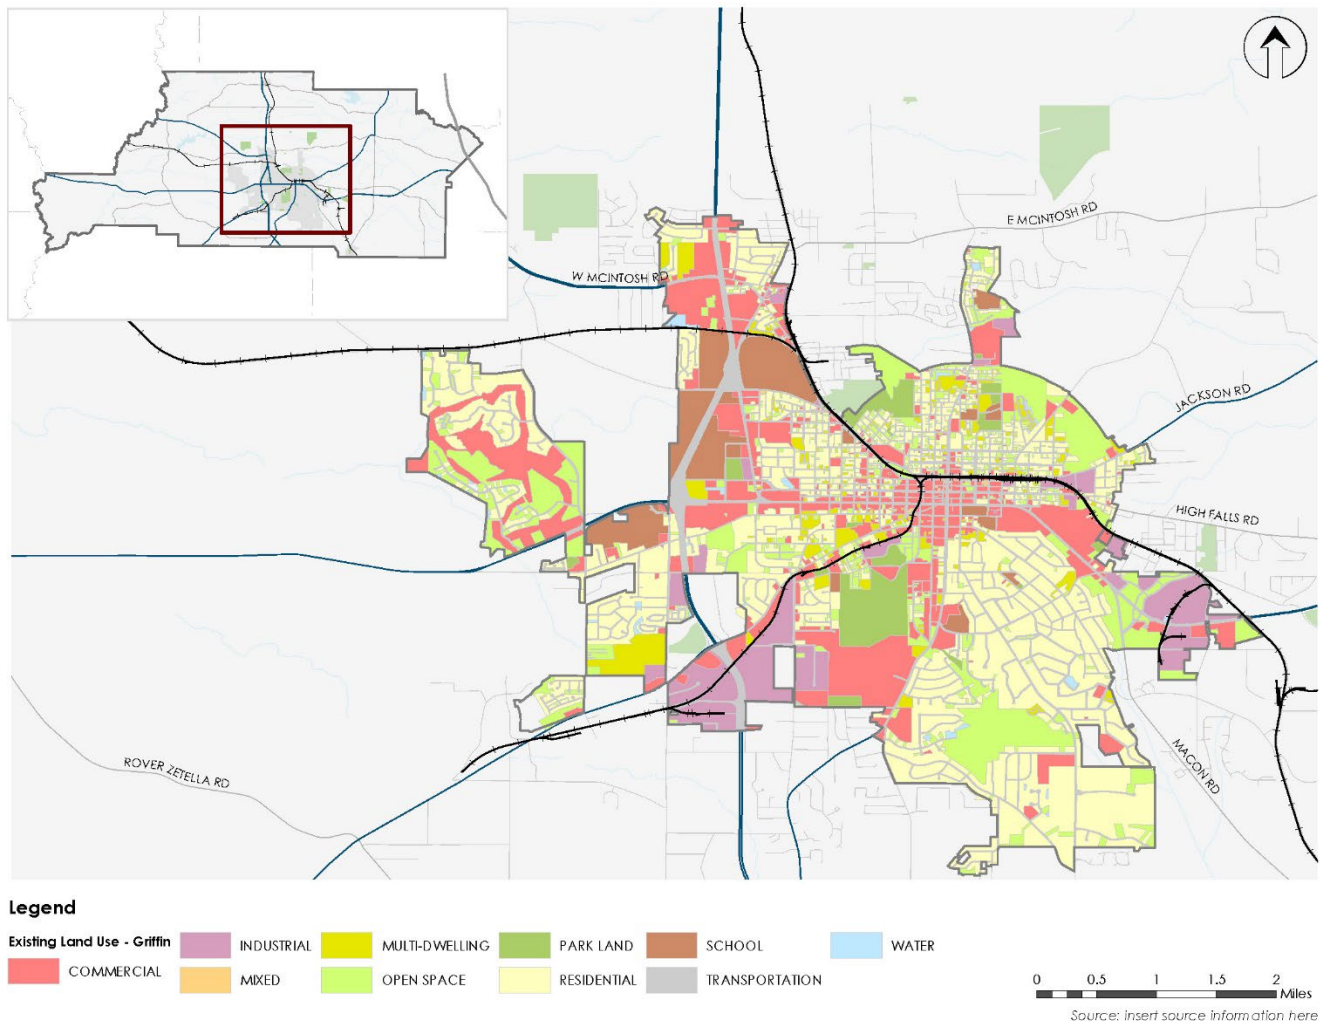 E MCINTOSH RD
W MCINTOSH RD
JACKSON RD
HIGH FALLS RD
MACON RD
ROVER ZETELLA RD
Legend
Existing Land Use - Griffin
COMMERCIAL
INDUSTRIAL
MIXED
MULTI-DWELLING
OPEN SPACE
PARK LAND
RESIDENTIAL
SCHOOL
TRANSPORTATION
WATER
0 0.5 1 1.5 2
Miles
Source: insert source information here